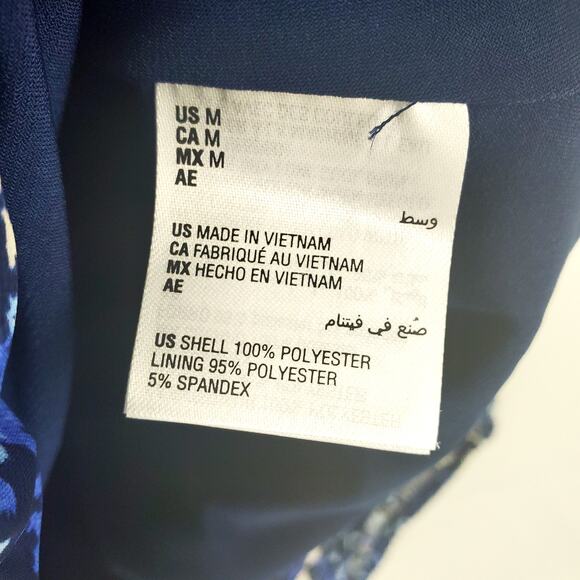 US M
CA M
MX M
AE
وسط
US MADE IN VIETNAM
CA FABRIQUÉ AU VIETNAM
MX HECHO EN VIETNAM
AE
صُنع في فيتنام
US SHELL 100% POLYESTER
LINING 95% POLYESTER
5% SPANDEX